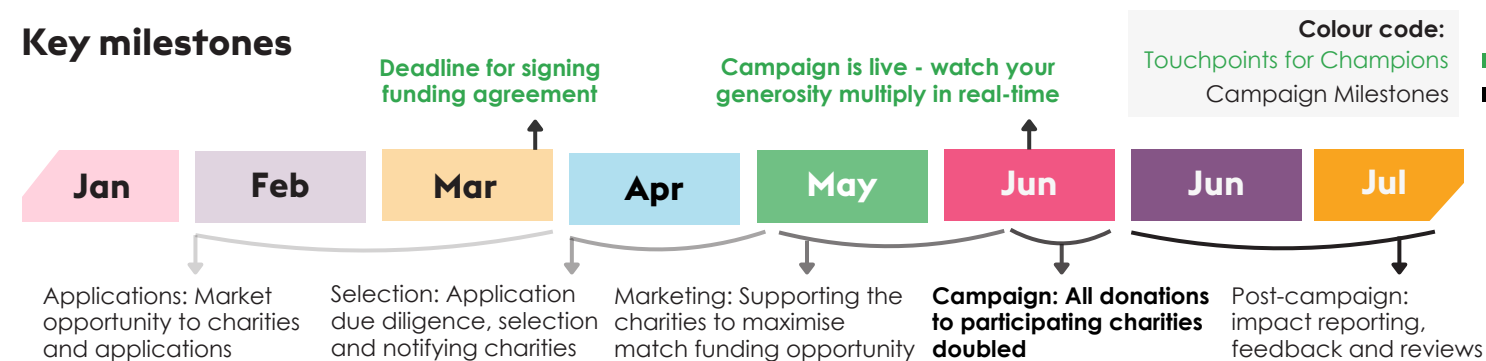 Key milestones
Colour code:
Touchpoints for Champions
Campaign Milestones
Deadline for signing
funding agreement
Campaign is live - watch your
generosity multiply in real-time
Jan
Feb
Mar
Apr
May
Jun
Jun
Jul
Applications: Market
opportunity to charities
and applications
Selection: Application
due diligence, selection
and notifying charities
Marketing: Supporting the
charities to maximise
match funding opportunity
Campaign: All donations
to participating charities
doubled
Post-campaign:
impact reporting,
feedback and reviews